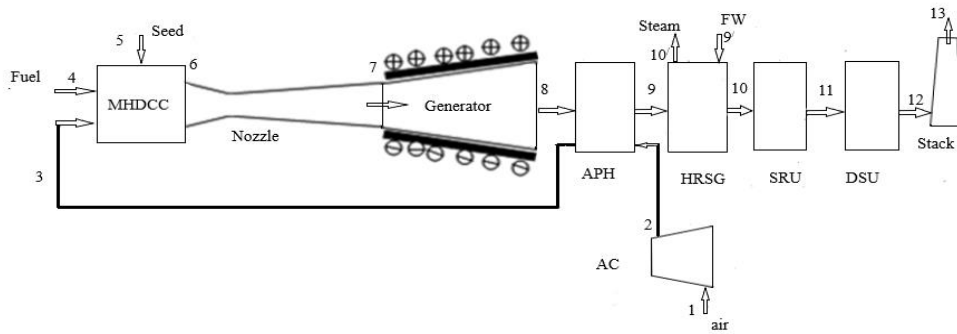 13
Steam
FW
9
5
Seed
10
6
7
Fuel
4
MHDCC
Generator
8
9
10
11
12
Nozzle
Stack
3
APH
HRSG
SRU
DSU
2
AC
1
air